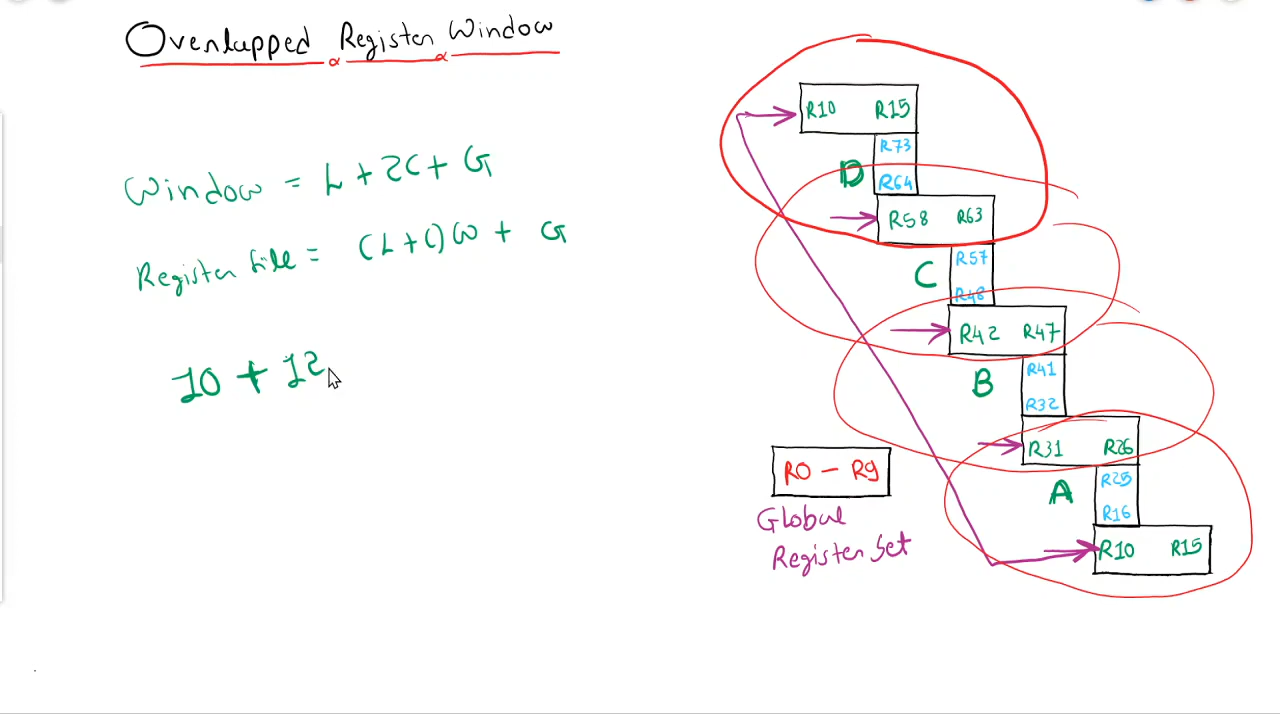 Overlapped Register Window
Window = L + 2C + G
Register file = (L + C) W + G
10 + 12
R10 R15
R73
D
R64
R58 R63
R57
C
R48
R42 R47
R41
B
R32
R31 R26
R25
A
R16
R10 R15
R0 - R9
Global
Register Set